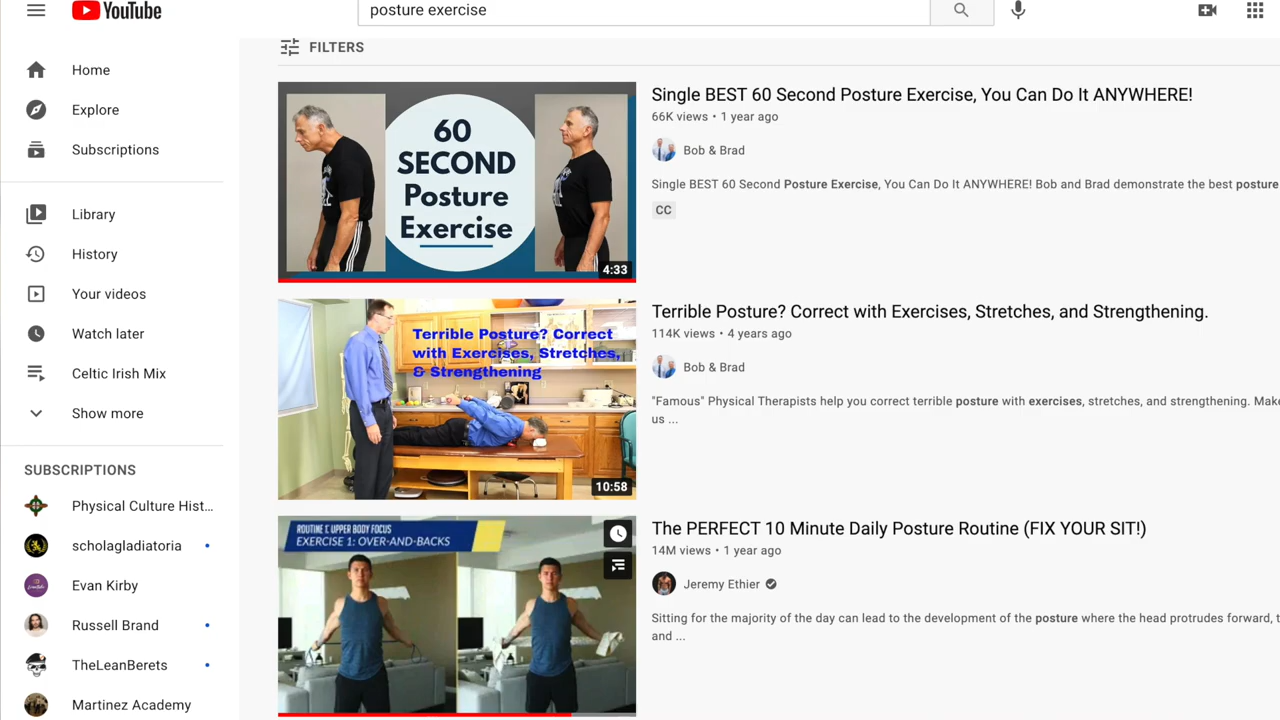 YouTube
posture exercise
FILTERS
Home
Explore
Subscriptions
Library
History
Your videos
Watch later
Celtic Irish Mix
Show more
SUBSCRIPTIONS
Physical Culture Hist...
scholagladiatoria
Evan Kirby
Russell Brand
TheLeanBerets
Martinez Academy
60
SECOND
Posture
Exercise
4:33
Single BEST 60 Second Posture Exercise, You Can Do It ANYWHERE!
66K views • 1 year ago
Bob & Brad
Single BEST 60 Second Posture Exercise, You Can Do It ANYWHERE! Bob and Brad demonstrate the best posture
CC
Terrible Posture? Correct
with Exercises, Stretches,
& Strengthening
10:58
Terrible Posture? Correct with Exercises, Stretches, and Strengthening.
114K views • 4 years ago
Bob & Brad
"Famous" Physical Therapists help you correct terrible posture with exercises, stretches, and strengthening. Make
us ...
ROUTINE 1: UPPER BODY FOCUS
EXERCISE 1: OVER-AND-BACKS
The PERFECT 10 Minute Daily Posture Routine (FIX YOUR SIT!)
14M views • 1 year ago
Jeremy Ethier
Sitting for the majority of the day can lead to the development of the posture where the head protrudes forward, t
and ...